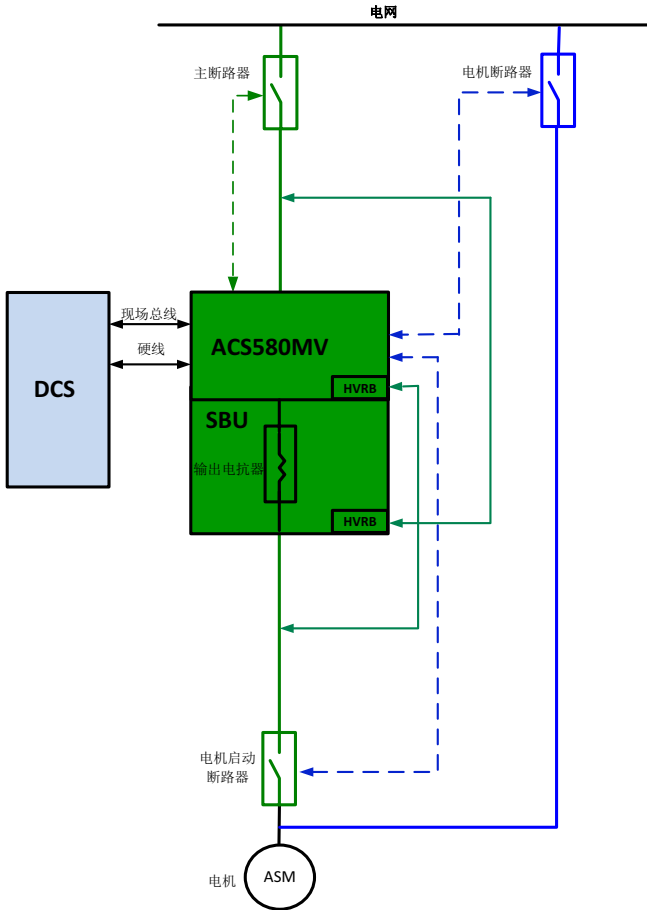 电网
主断路器
电机断路器
现场总线
硬线
DCS
ACS580MV
HVRB
SBU
输出电抗器
HVRB
电机启动
断路器
电机
ASM